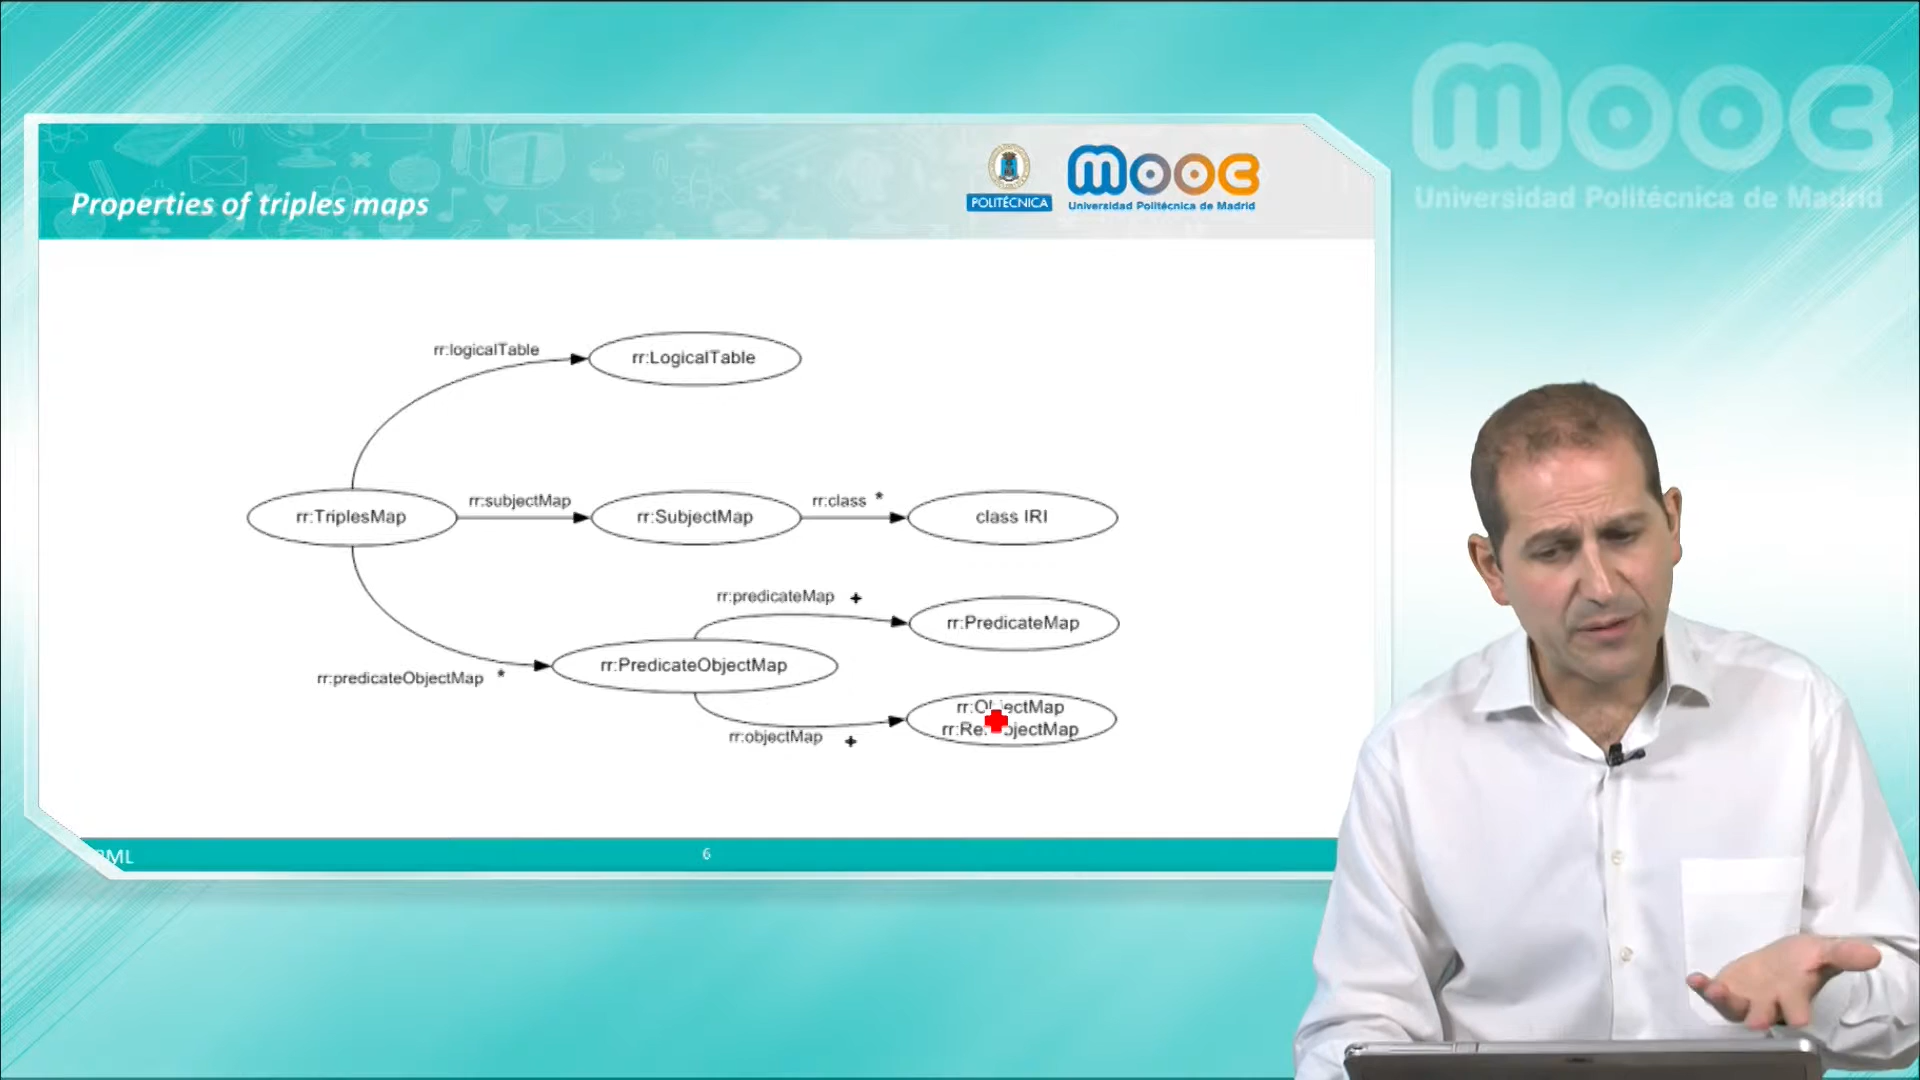 mooc
Universidad Politécnica de Madrid
Properties of triples maps
POLITÉCNICA
mooc
Universidad Politécnica de Madrid
rr:logicalTable
rr:LogicalTable
rr:TriplesMap
rr:subjectMap
rr:SubjectMap
rr:class *
class IRI
rr:predicateMap +
rr:PredicateMap
rr:predicateObjectMap *
rr:PredicateObjectMap
rr:objectMap +
6